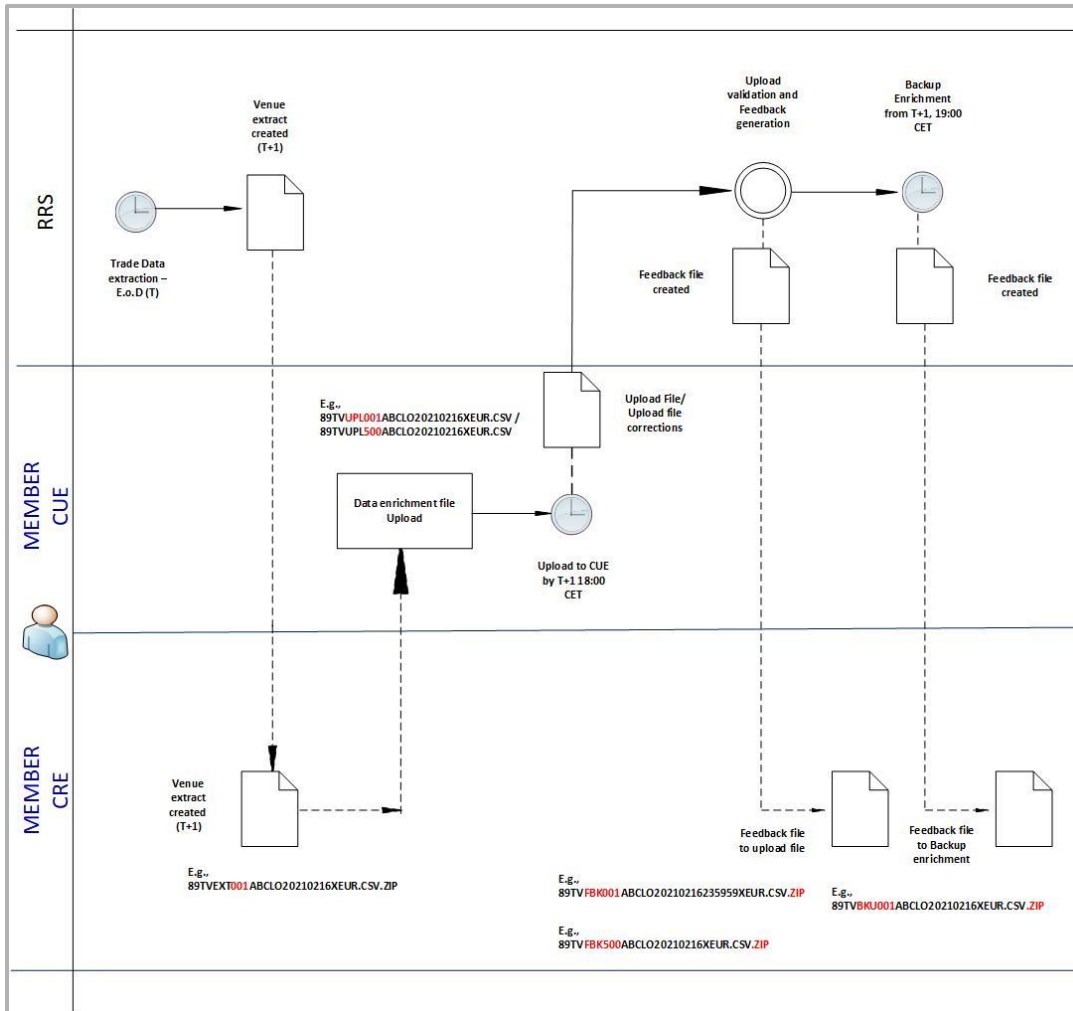 RRS
Venue
extract
created
(T+1)
Trade Data
extraction –
E.o.D (T)
Upload
validation and
Feedback
generation
Backup
Enrichment
from T+1, 19:00
CET
Feedback file
created
Feedback file
created
MEMBER
CUE
E.g.,
89TVUPL001ABCLO20210216XEUR.CSV /
89TVUPL500ABCLO20210216XEUR.CSV
Upload File/
Upload file
corrections
Data enrichment file
Upload
Upload to CUE
by T+1 18:00
CET
MEMBER
CRE
Venue
extract
created
(T+1)
E.g.,
89TVEXT001ABCLO20210216XEUR.CSV.ZIP
Feedback file
to upload file
Feedback file
to Backup
enrichment
E.g.,
89TVFBK001ABCLO20210216235959XEUR.CSV.ZIP
E.g.,
89TVFBK500ABCLO20210216XEUR.CSV.ZIP
E.g.,
89TVBKU001ABCLO20210216XEUR.CSV.ZIP